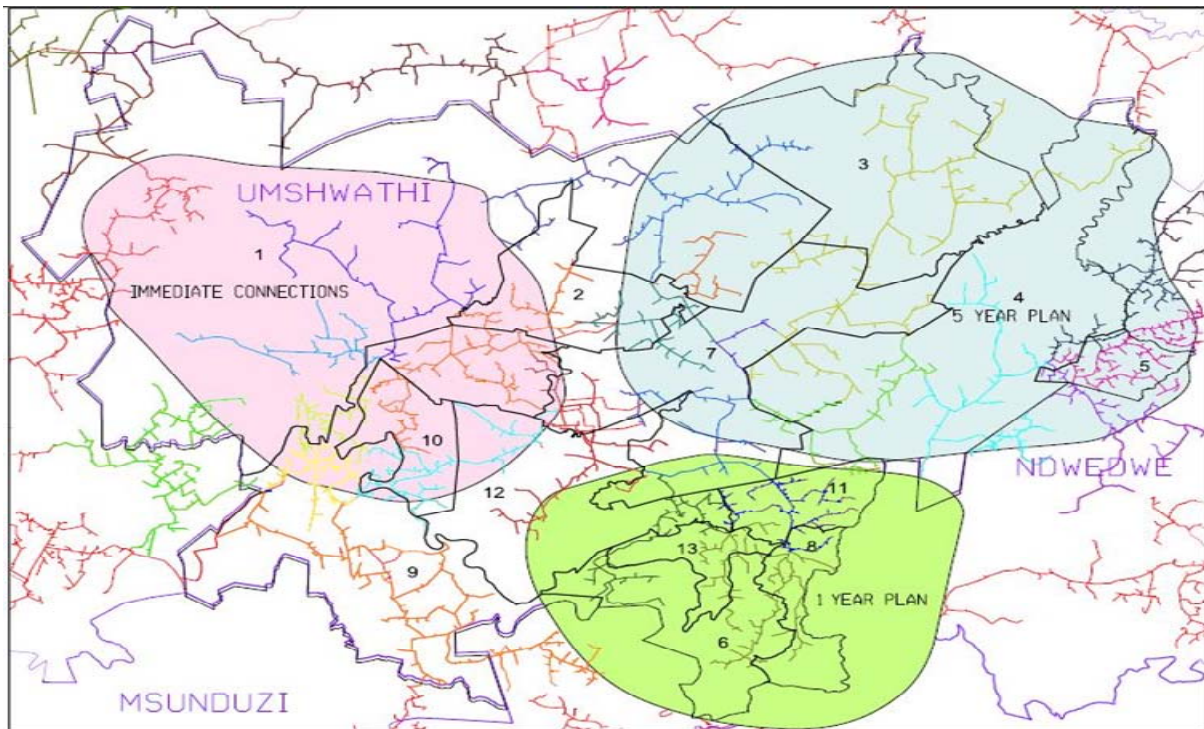 UMSHWATHI
3
1
IMMEDIATE CONNECTIONS
2
4
5 YEAR PLAN
7
5
10
NDWEDWE
12
11
13
8
9
1 YEAR PLAN
6
MSUNDUZI